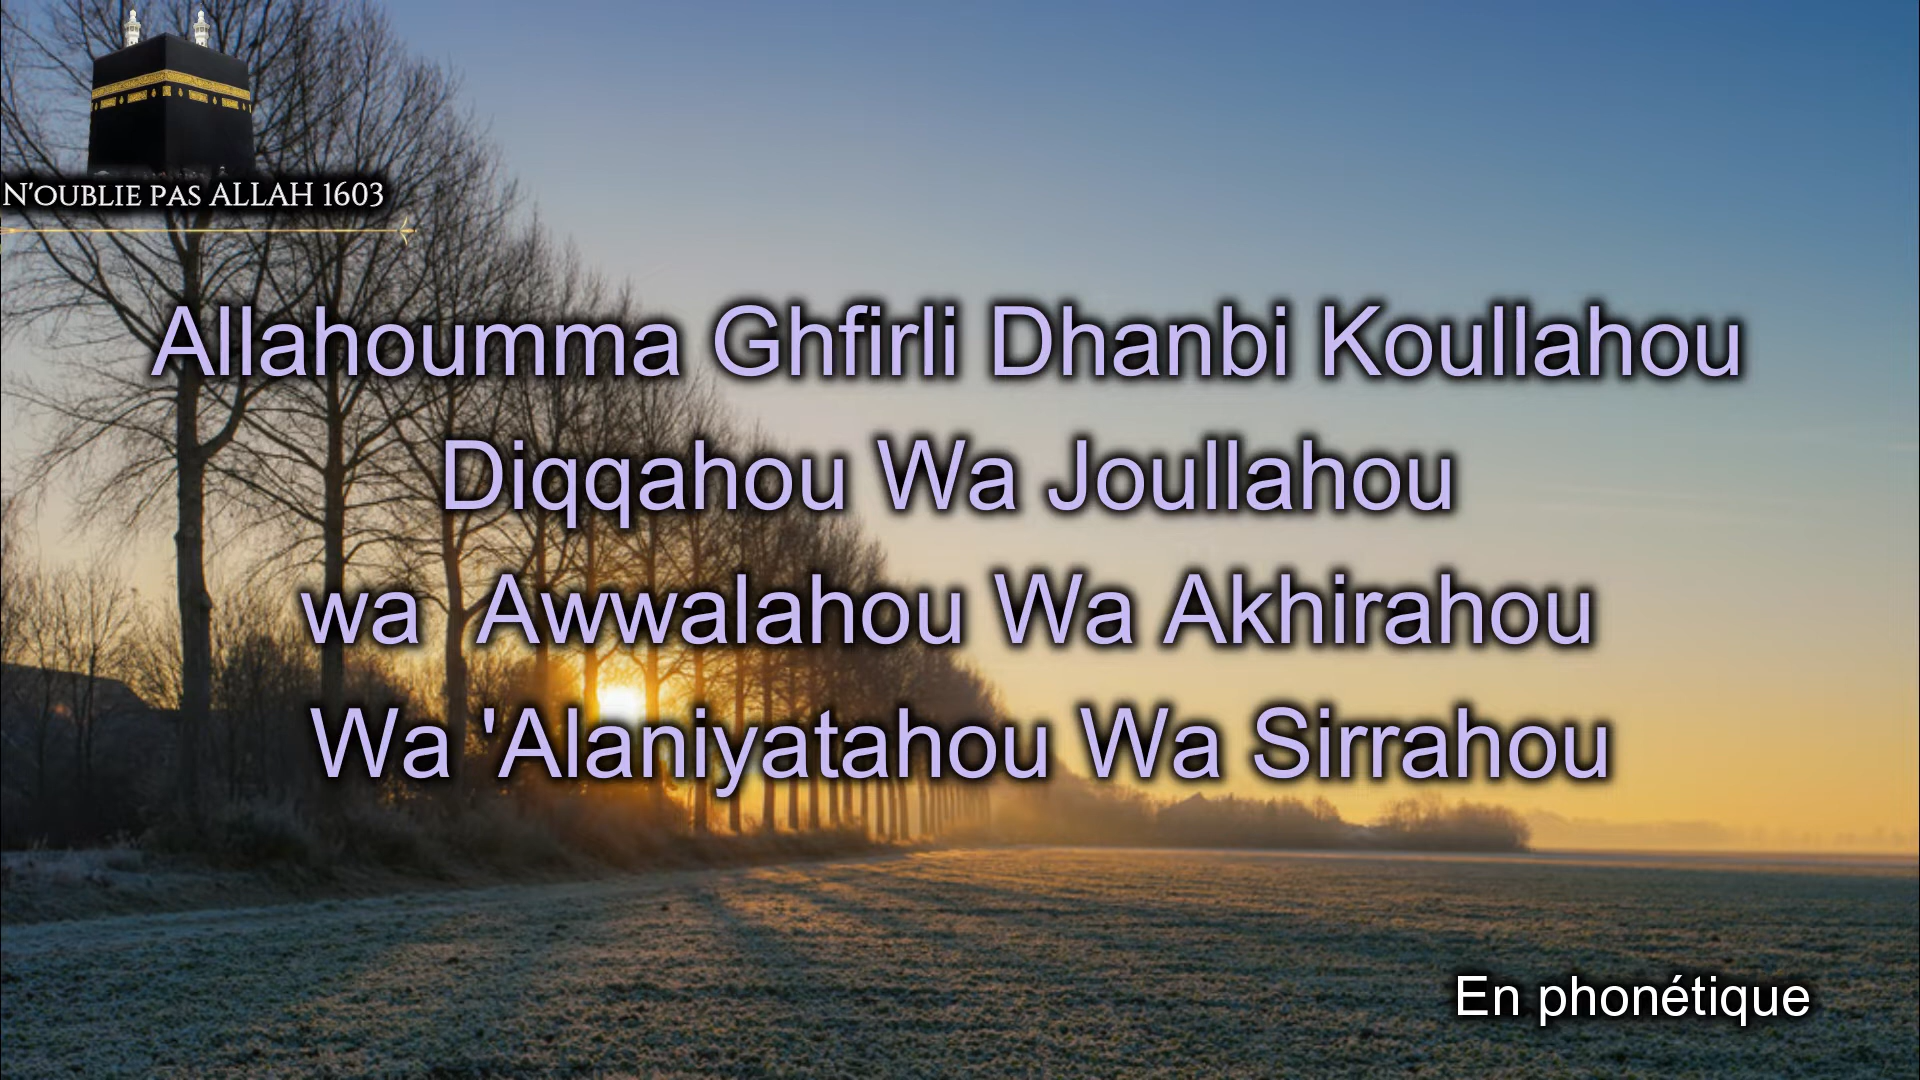 N'oublie pas ALLAH 1603
Allahoumma Ghfirli Dhanbi Koullahou
Diqqahou Wa Joullahou
wa  Awwalahou Wa Akhirahou
Wa 'Alaniyatahou Wa Sirrahou
En phonétique